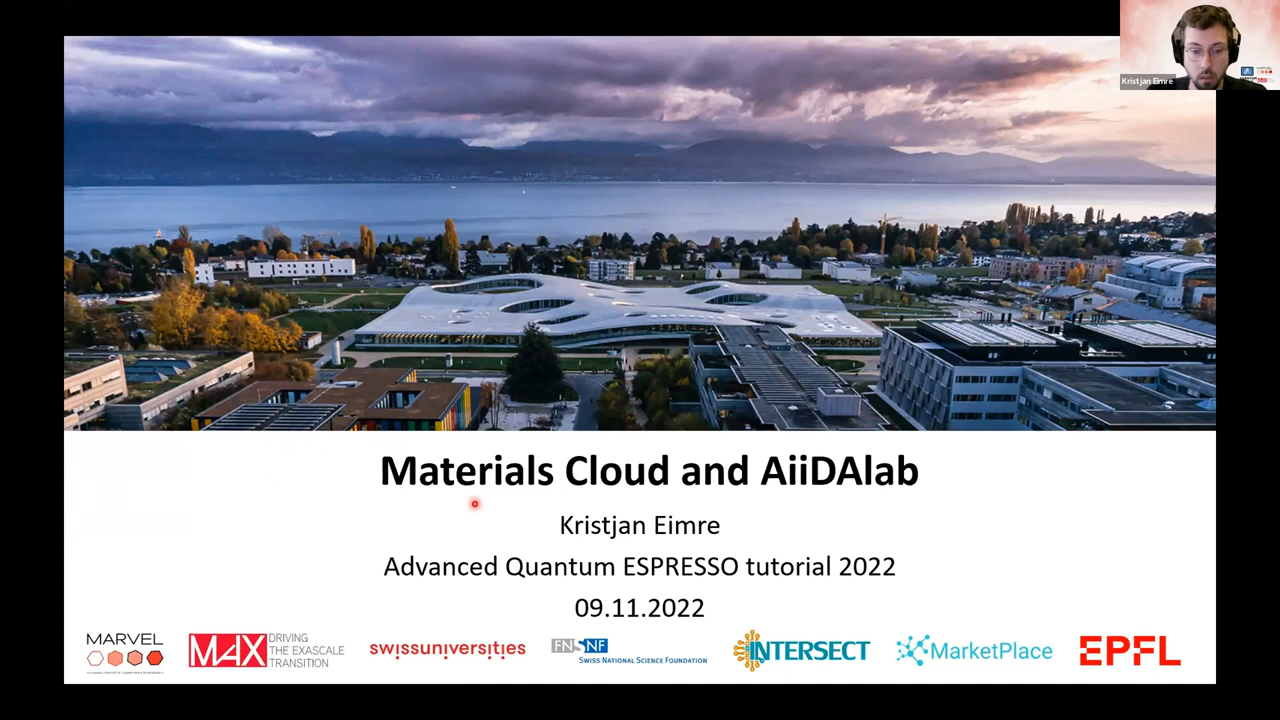 Kristjan Eimre
Materials Cloud and AiiDAlab
Kristjan Eimre
Advanced Quantum ESPRESSO tutorial 2022
09.11.2022
MARVEL
MAX DRIVING
THE EXASCALE
TRANSITION
swissuniversities
FNSNF
SWISS NATIONAL SCIENCE FOUNDATION
INTERSECT
MarketPlace
EPFL